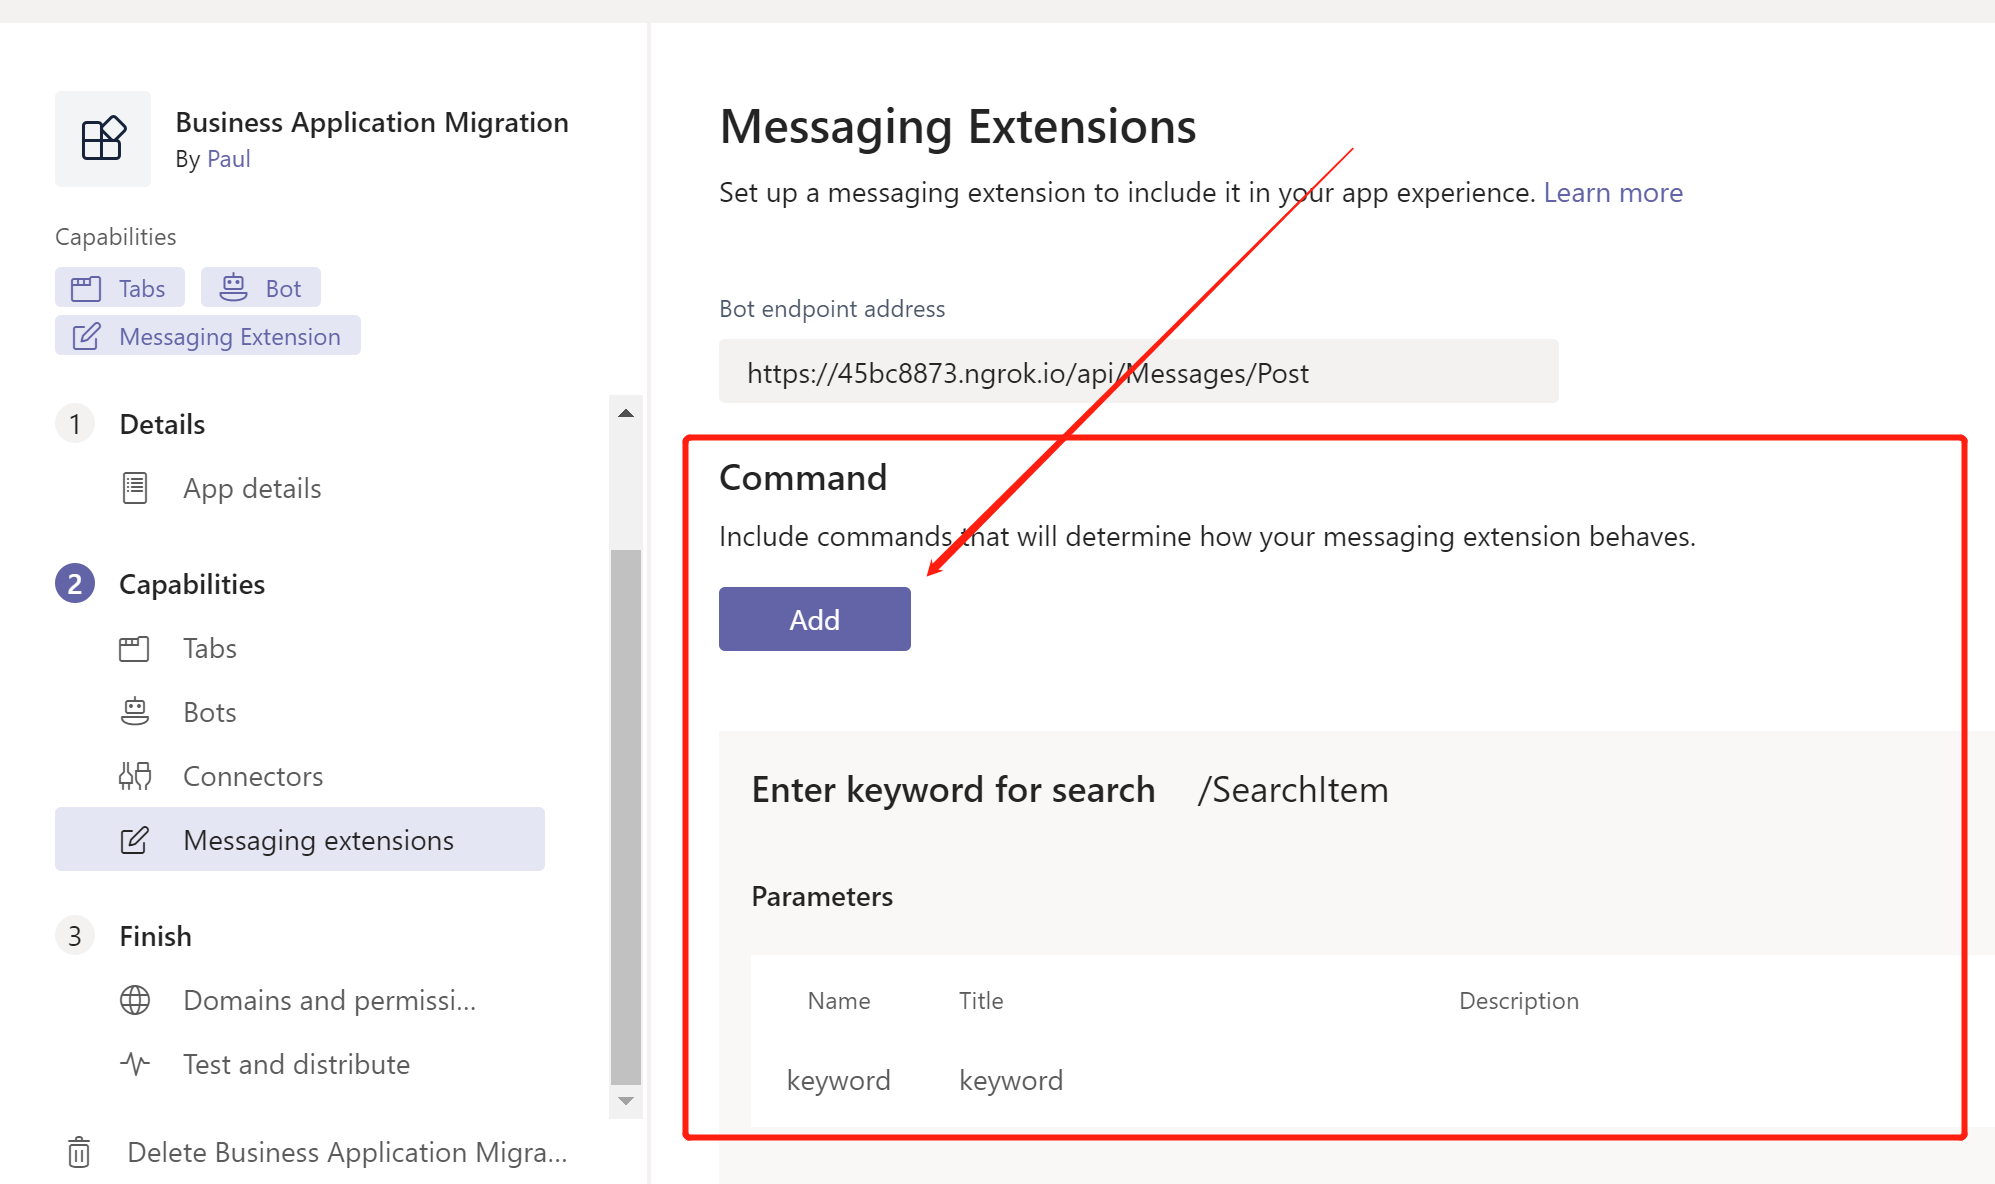 Business Application Migration
By Paul
Capabilities
Tabs
Bot
Messaging Extension
1
Details
App details
2
Capabilities
Tabs
Bots
Connectors
Messaging extensions
3
Finish
Domains and permissi...
Test and distribute
Delete Business Application Migra...
Messaging Extensions
Set up a messaging extension to include it in your app experience. Learn more
Bot endpoint address
https://45bc8873.ngrok.io/api/Messages/Post
Command
Include commands that will determine how your messaging extension behaves.
Add
Enter keyword for search /SearchItem
Parameters
Name Title Description
keyword keyword